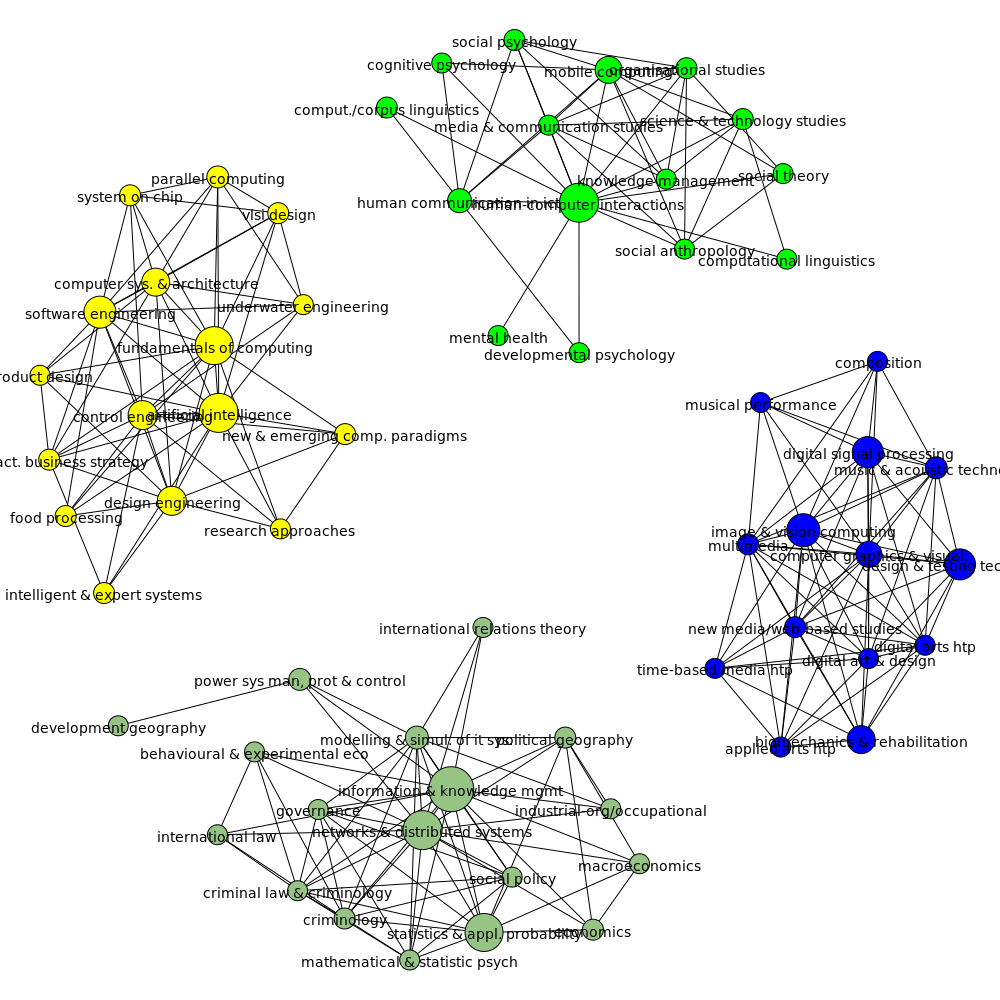 social psychology
cognitive psychology
mobile computing
organisational studies
comput./corpus linguistics
media & communication studies
science & technology studies
knowledge management
social theory
human communication in ict
human-computer interactions
social anthropology
computational linguistics
mental health
developmental psychology
parallel computing
system on chip
vlsi design
computer sys. & architecture
underwater engineering
software engineering
fundamentals of computing
roduct design
control engineering
artificial intelligence
new & emerging comp. paradigms
act. business strategy
design engineering
food processing
research approaches
intelligent & expert systems
composition
musical performance
digital signal processing
music & acoustic techno
image & vision computing
multimedia
computer graphics & visual.
design & testing tec
new media/web-based studies
digital arts htp
digital art & design
time-based media htp
biomechanics & rehabilitation
applied arts htp
international relations theory
power sys man, prot & control
development geography
modelling & simul. of it sys.
political geography
behavioural & experimental eco
information & knowledge mgmt
governance
industrial-org/occupational
networks & distributed systems
international law
macroeconomics
social policy
criminal law & criminology
criminology
statistics & appl. probability
economics
mathematical & statistic psych